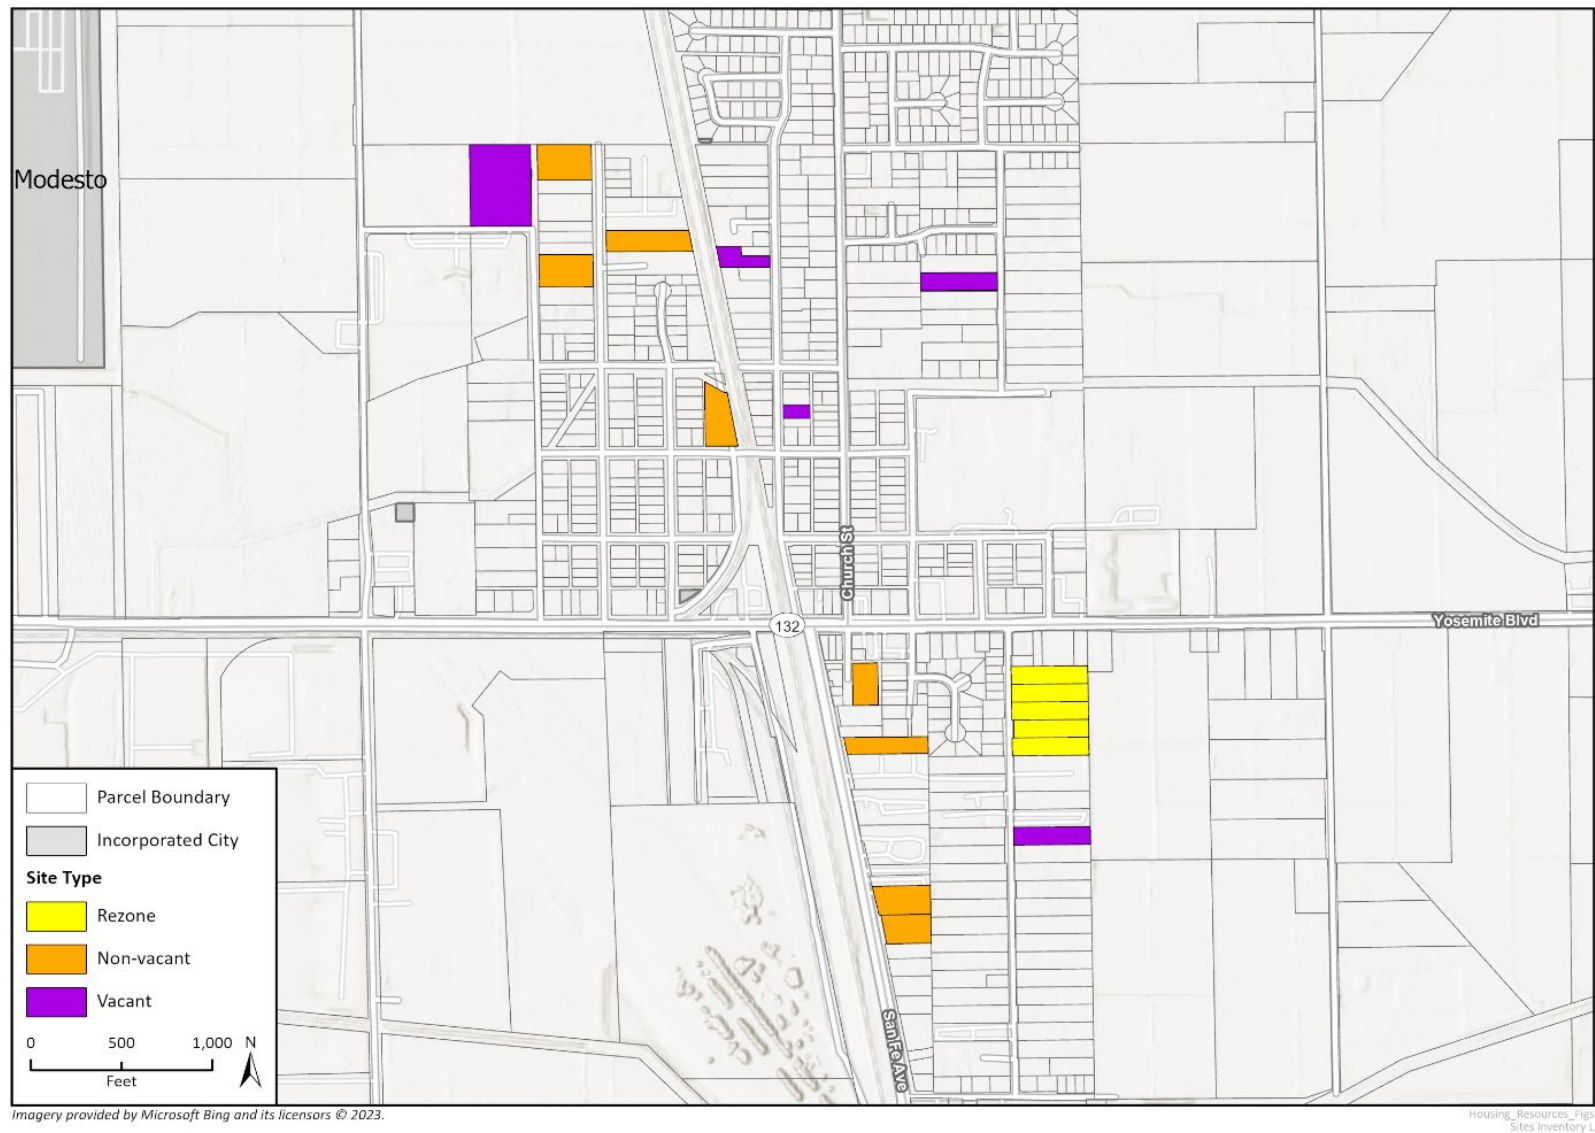 Modesto
Church St
132
Yosemite Blvd
Parcel Boundary
Incorporated City
Site Type
Rezone
Non-vacant
Vacant
0 500 1,000 N
Feet
San Fe Ave
Imagery provided by Microsoft Bing and its licensors © 2023.
Housing_Resources_Figs
Sites Inventory